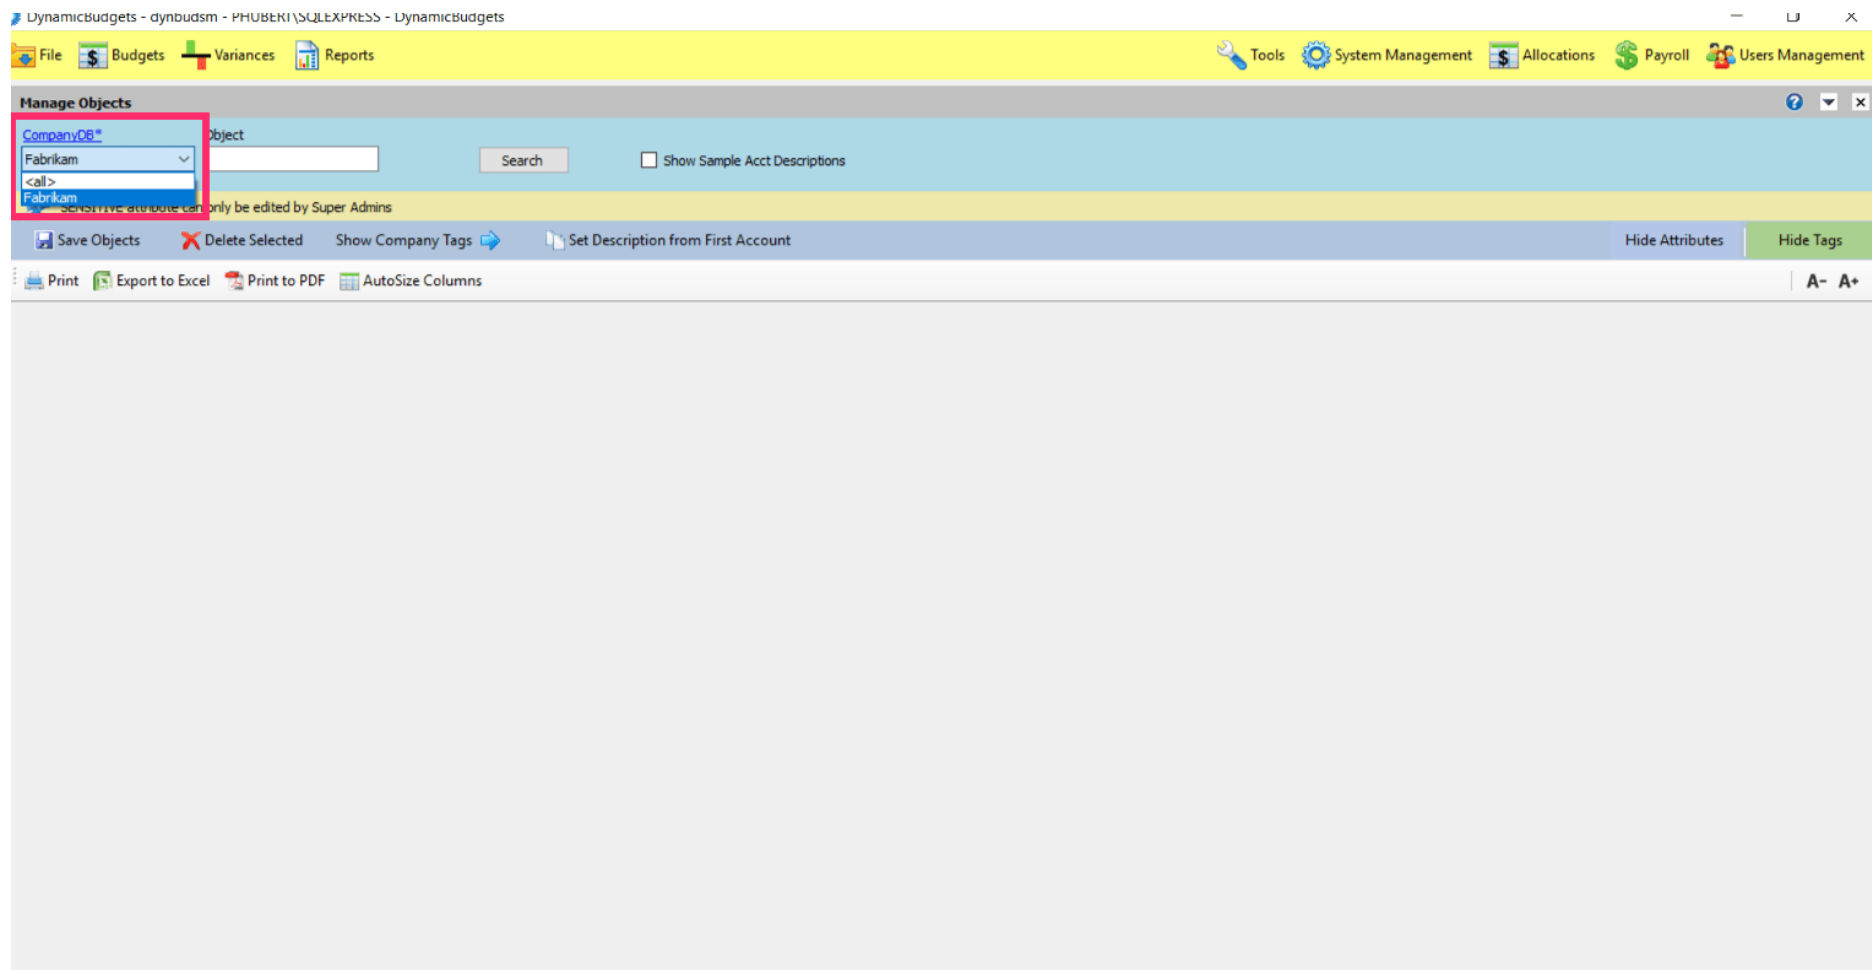 DynamicBudgets - dynbudsm - PHUBERT\SQLEXPRESS - DynamicBudgets
File Budgets Variances Reports Tools System Management Allocations Payroll Users Management
Manage Objects
CompanyDB* Object
Fabrikam Search Show Sample Acct Descriptions
<all>
Fabrikam
SENSITIVE attribute can only be edited by Super Admins
Save Objects Delete Selected Show Company Tags Set Description from First Account Hide Attributes Hide Tags
Print Export to Excel Print to PDF AutoSize Columns A- A+